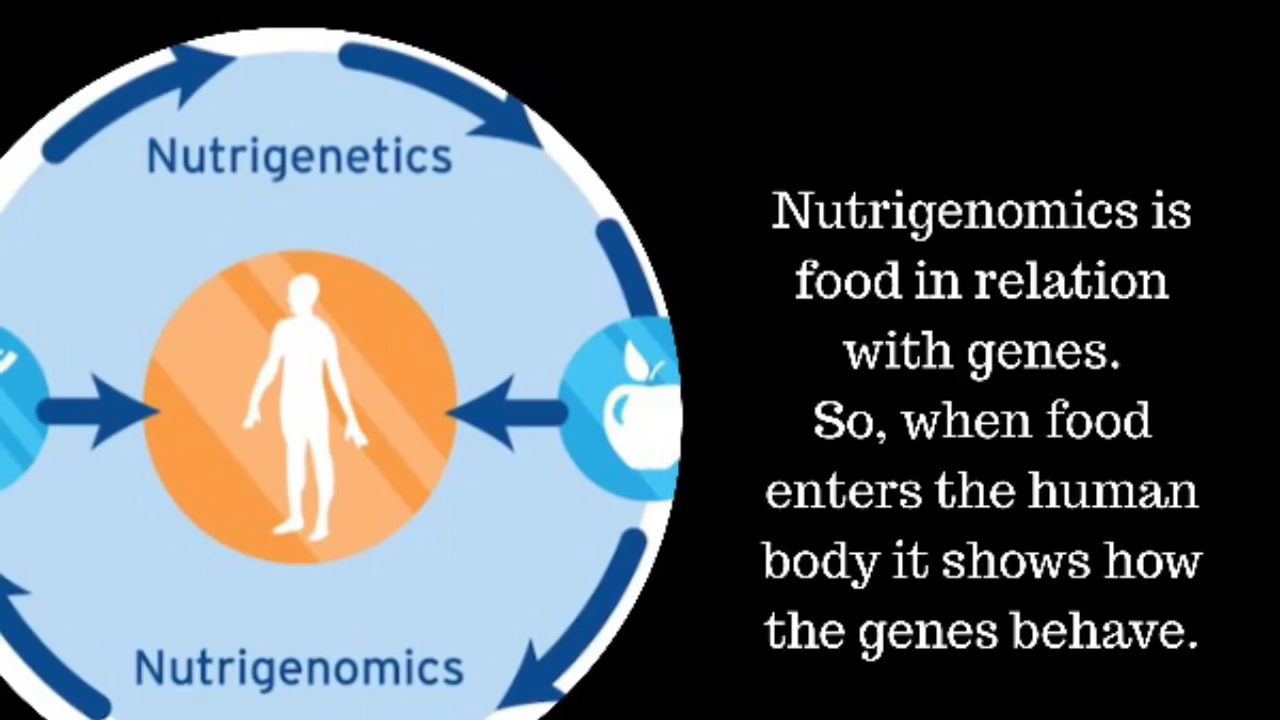 Nutrigenetics
Nutrigenomics
Nutrigenomics is
food in relation
with genes.
So, when food
enters the human
body it shows how
the genes behave.